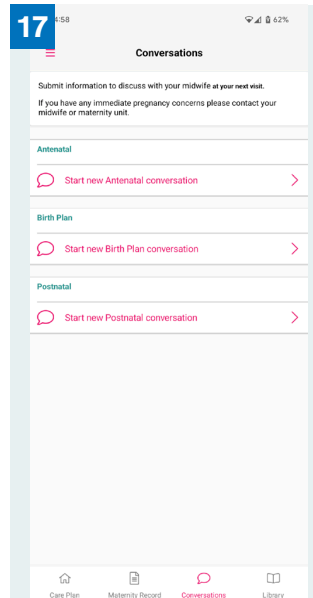 17
:58
62%
Conversations
Submit information to discuss with your midwife at your next visit.
If you have any immediate pregnancy concerns please contact your
midwife or maternity unit.
Antenatal
Start new Antenatal conversation
Birth Plan
Start new Birth Plan conversation
Postnatal
Start new Postnatal conversation
Care Plan
Maternity Record
Conversations
Library